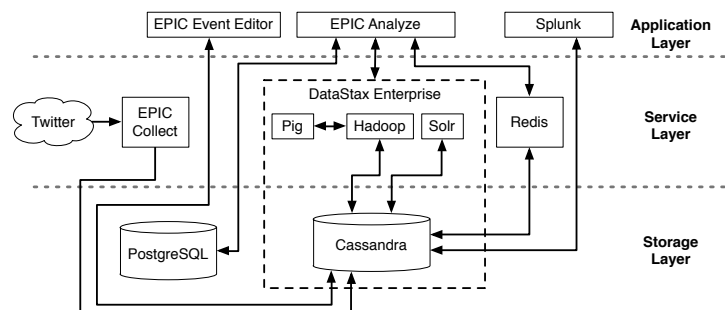 EPIC Event Editor
EPIC Analyze
Splunk
Application
Layer
DataStax Enterprise
Twitter
EPIC
Collect
Pig
Hadoop
Solr
Redis
Service
Layer
PostgreSQL
Cassandra
Storage
Layer